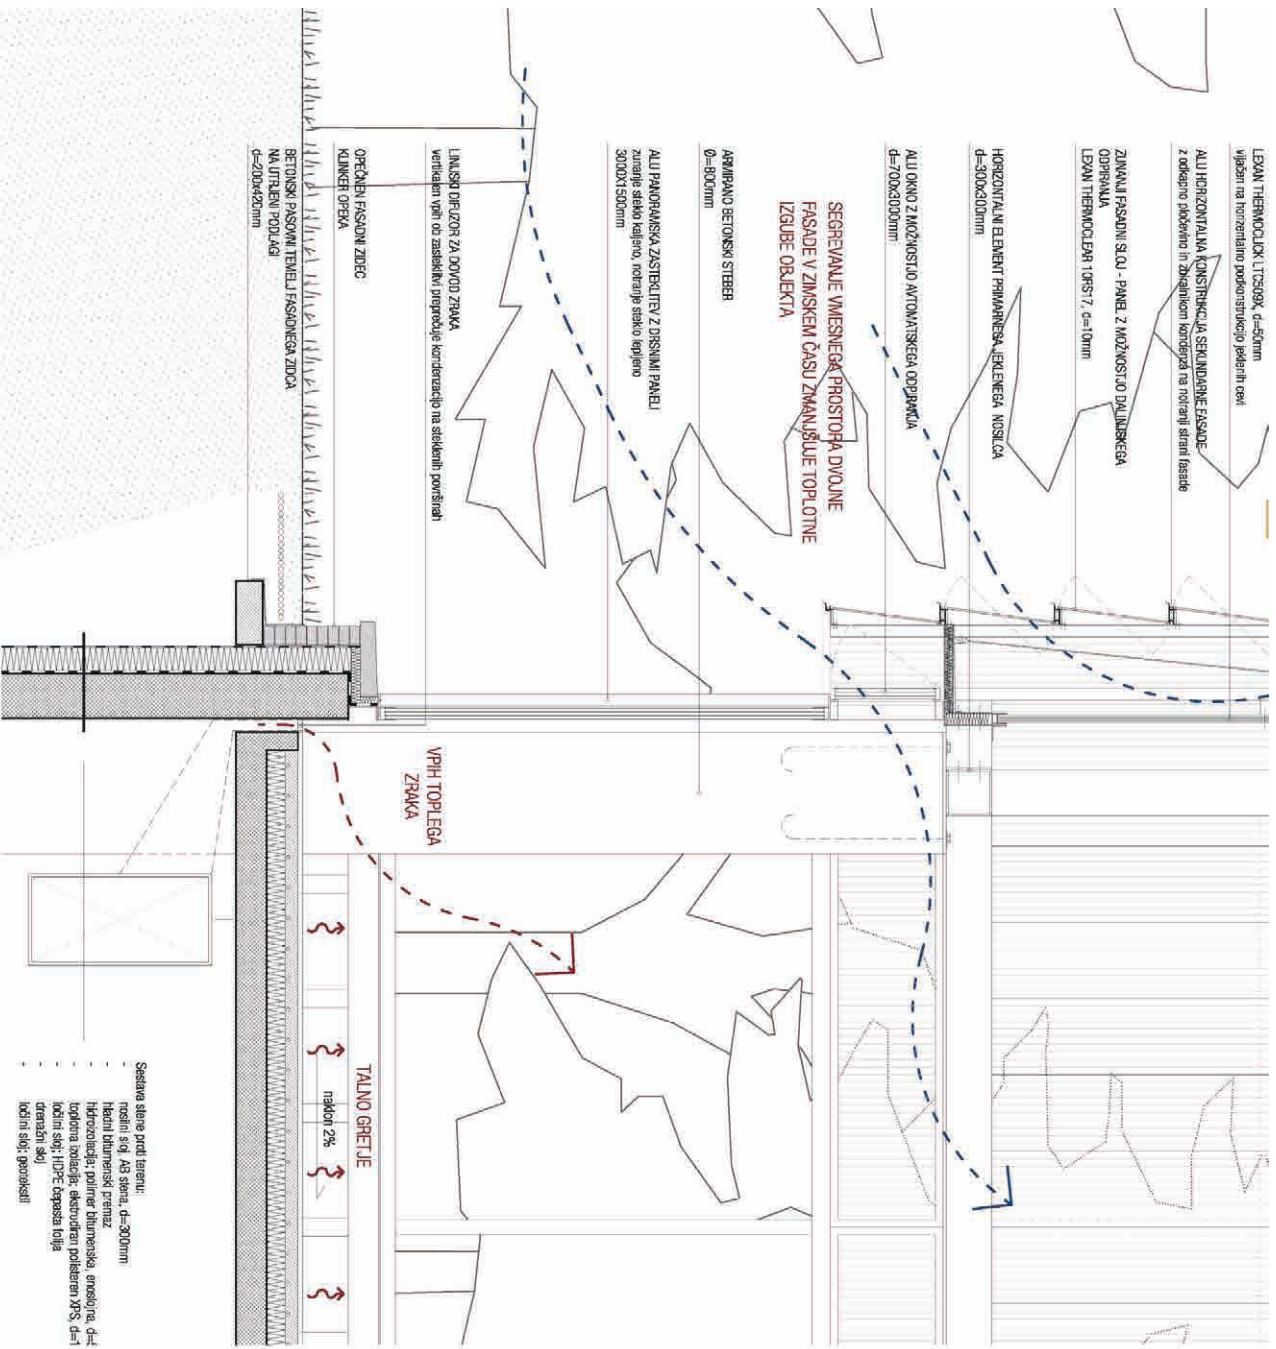 LEXAN THERMOCLICK LTC509X, d=50mm
vijačen na horizontalno podkonstrukcijo jeklenih cevi
ALU HORIZONTALNA KONSTRUKCIJA SEKUNDARNE FASADE
z odkapno pločevino in zbiralnikom kondenza na notranji strani fasade
ZUNANJI FASADNI SLOJ - PANEL Z MOŽNOSTJO DALJINSKEGA
ODPIRANJA
LEXAN THERMOCLEAR 10RS17, d=10mm
HORIZONTALNI ELEMENT PRIMARNEGA JEKLENEGA NOSILCA
d=300x300mm
ALU OKNO Z MOŽNOSTJO AVTOMATSKEGA ODPIRANJA
d=700x3000mm
SEGREVANJE VMESNEGA PROSTORA DVOJNE
FASADE V ZIMSKEM ČASU ZMANJŠUJE TOPLOTNE
IZGUBE OBJEKTA
ARMIRANO BETONSKI STEBER
Ø=800mm
ALU PANORAMSKA ZASTEKLITEV Z DRSNIMI PANELI
zunanje steklo kaljeno, notranje steklo lepljeno
3000X1500mm
LINIJSKI DIFUZOR ZA DOVOD ZRAKA
vertikalen vpih ob zasteklitvi preprečuje kondenzacijo na steklenih površinah
OPEČNEN FASADNI ZIDEC
KLINKER OPEKA
BETONSKI PASOVNI TEMELJ FASADNEGA ZIDCA
NA UTRJENI PODLAGI
d=200x420mm
VPIH TOPLEGA
ZRAKA
TALNO GRETJE
naklon 2%
Sestava stene proti terenu:
- nosilni sloj, AB stena, d=300mm
- hladni bitumenski premaz
- hidroizolacija; polimer bitumenska, enoslojna, d=
- toplotna izolacija; ekstrudiran polisteren XPS, d=1
- ločilni sloj; HDPE čepasta folija
- drenažni sloj
- ločilni sloj; geotekstil